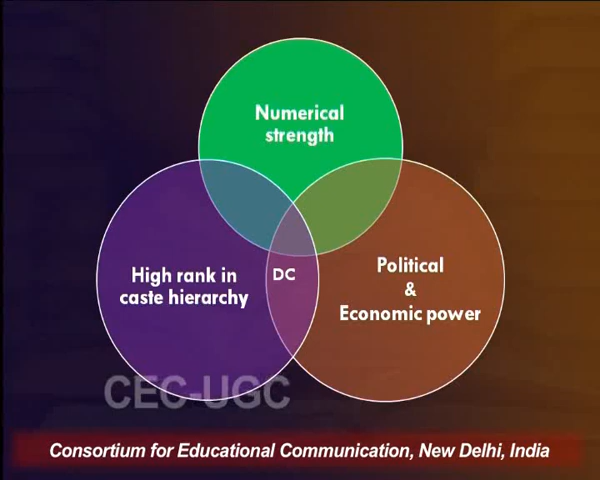 Numerical
strength
High rank in
caste hierarchy
DC
Political
&
Economic power
CEC-UGC
Consortium for Educational Communication, New Delhi, India